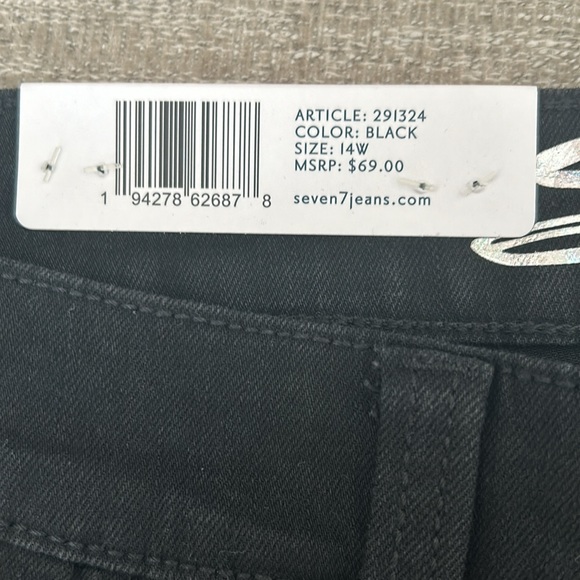 ARTICLE: 291324
COLOR: BLACK
SIZE: 14W
MSRP: $69.00
1 94278 62687 8
seven7jeans.com